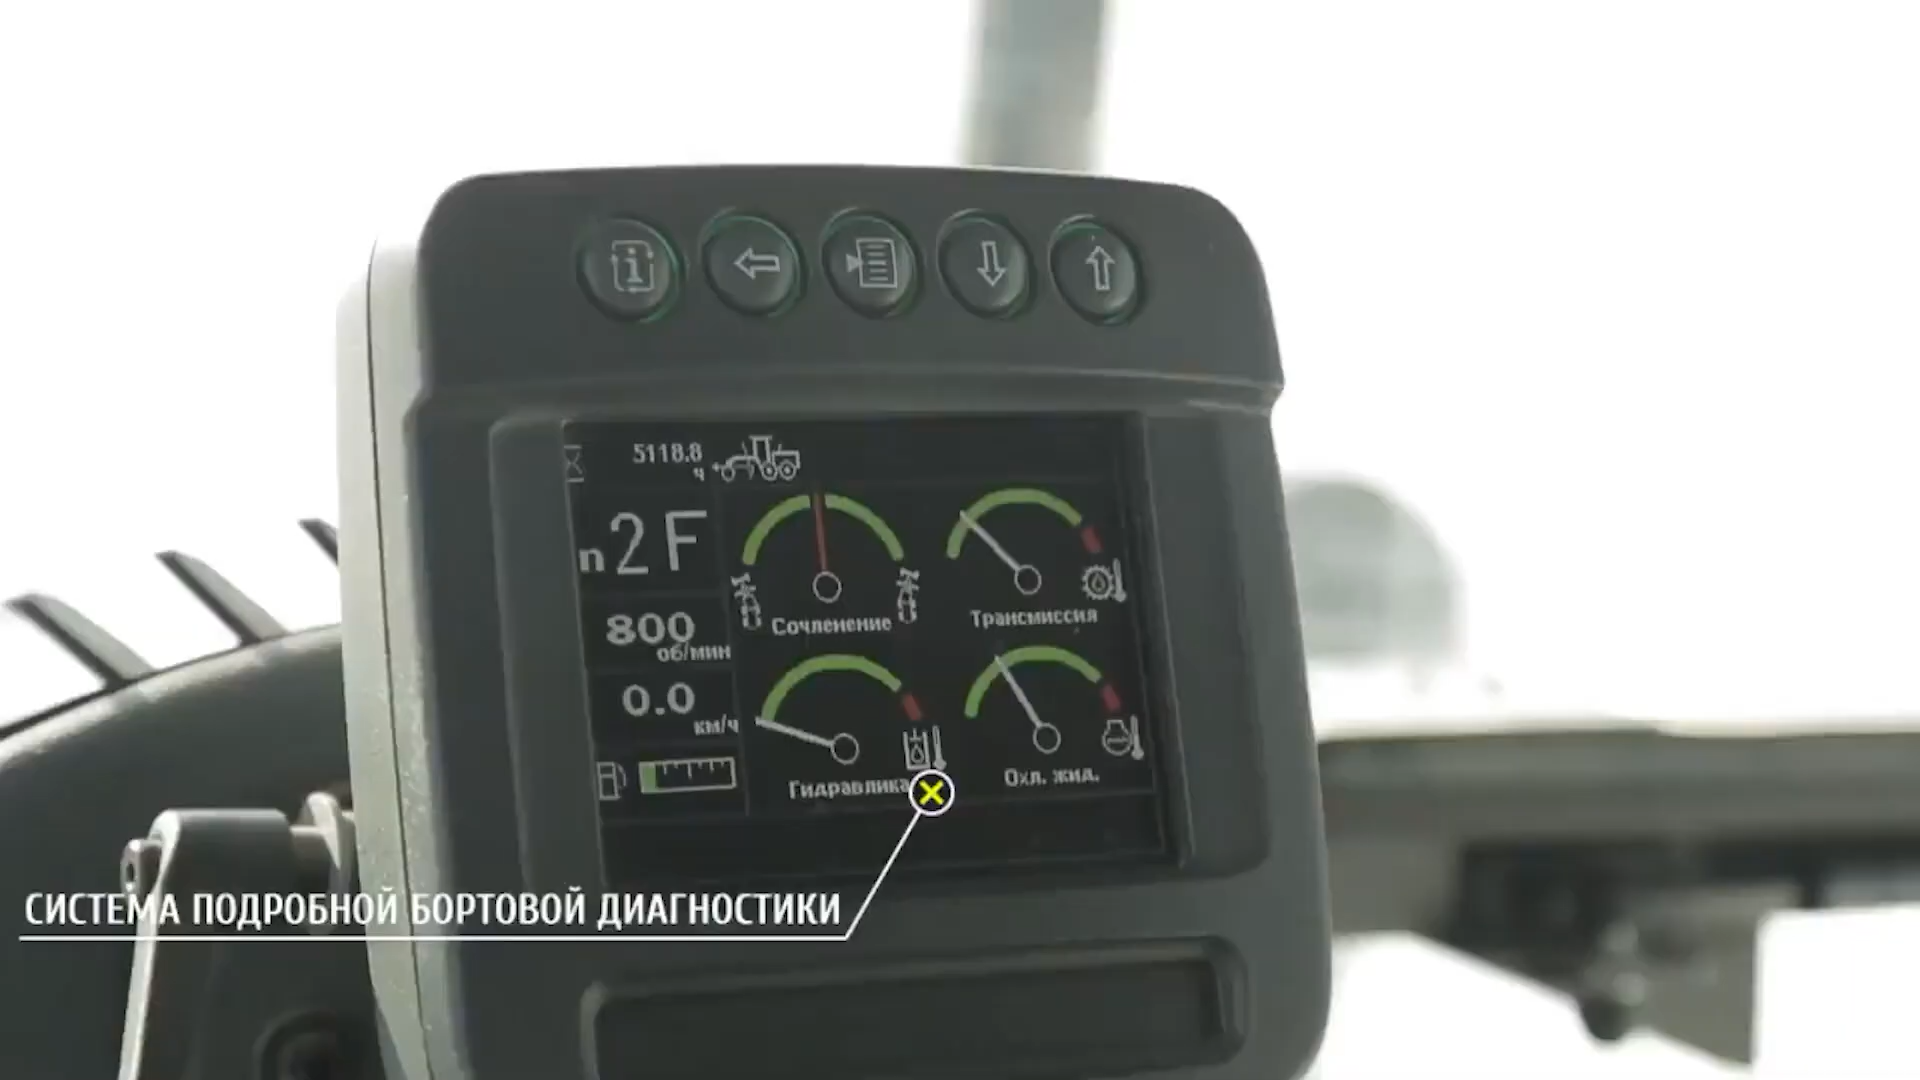 5118.8
ч
n2F
800
об/мин
0.0
км/ч
Сочленение
Трансмиссия
Гидравлика
Охл. жид.
СИСТЕМА ПОДРОБНОЙ БОРТОВОЙ ДИАГНОСТИКИ